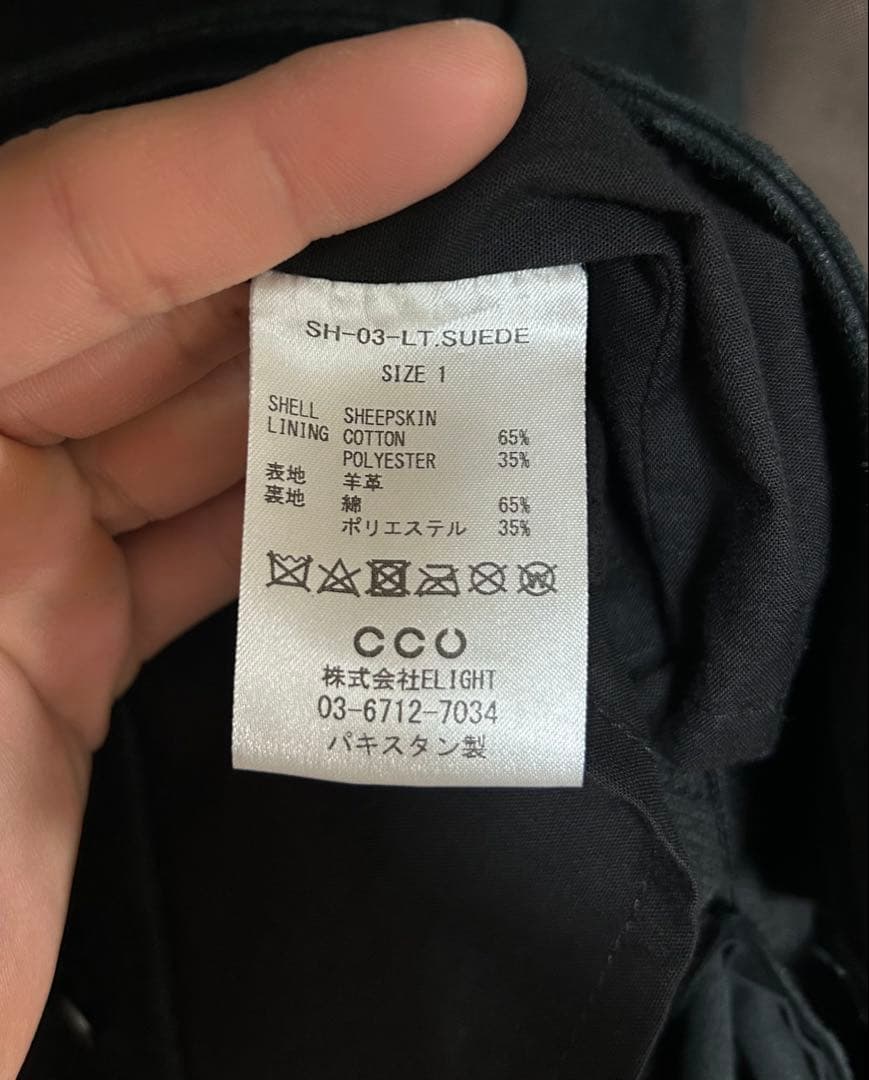 SH-03-LT.SUEDE
SIZE 1
SHELL SHEEPSKIN
LINING COTTON 65%
POLYESTER 35%
表地 羊革
裏地 綿 65%
ポリエステル 35%
W
CCU
株式会社ELIGHT
03-6712-7034
パキスタン製